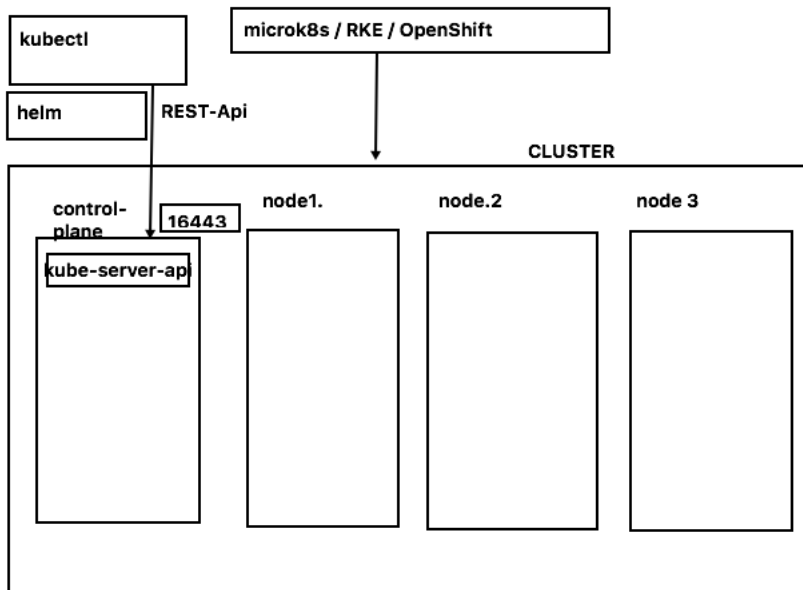 kubectl
microk8s / RKE / OpenShift
helm
REST-Api
CLUSTER
control-
plane
16443
node1.
node.2
node 3
kube-server-api